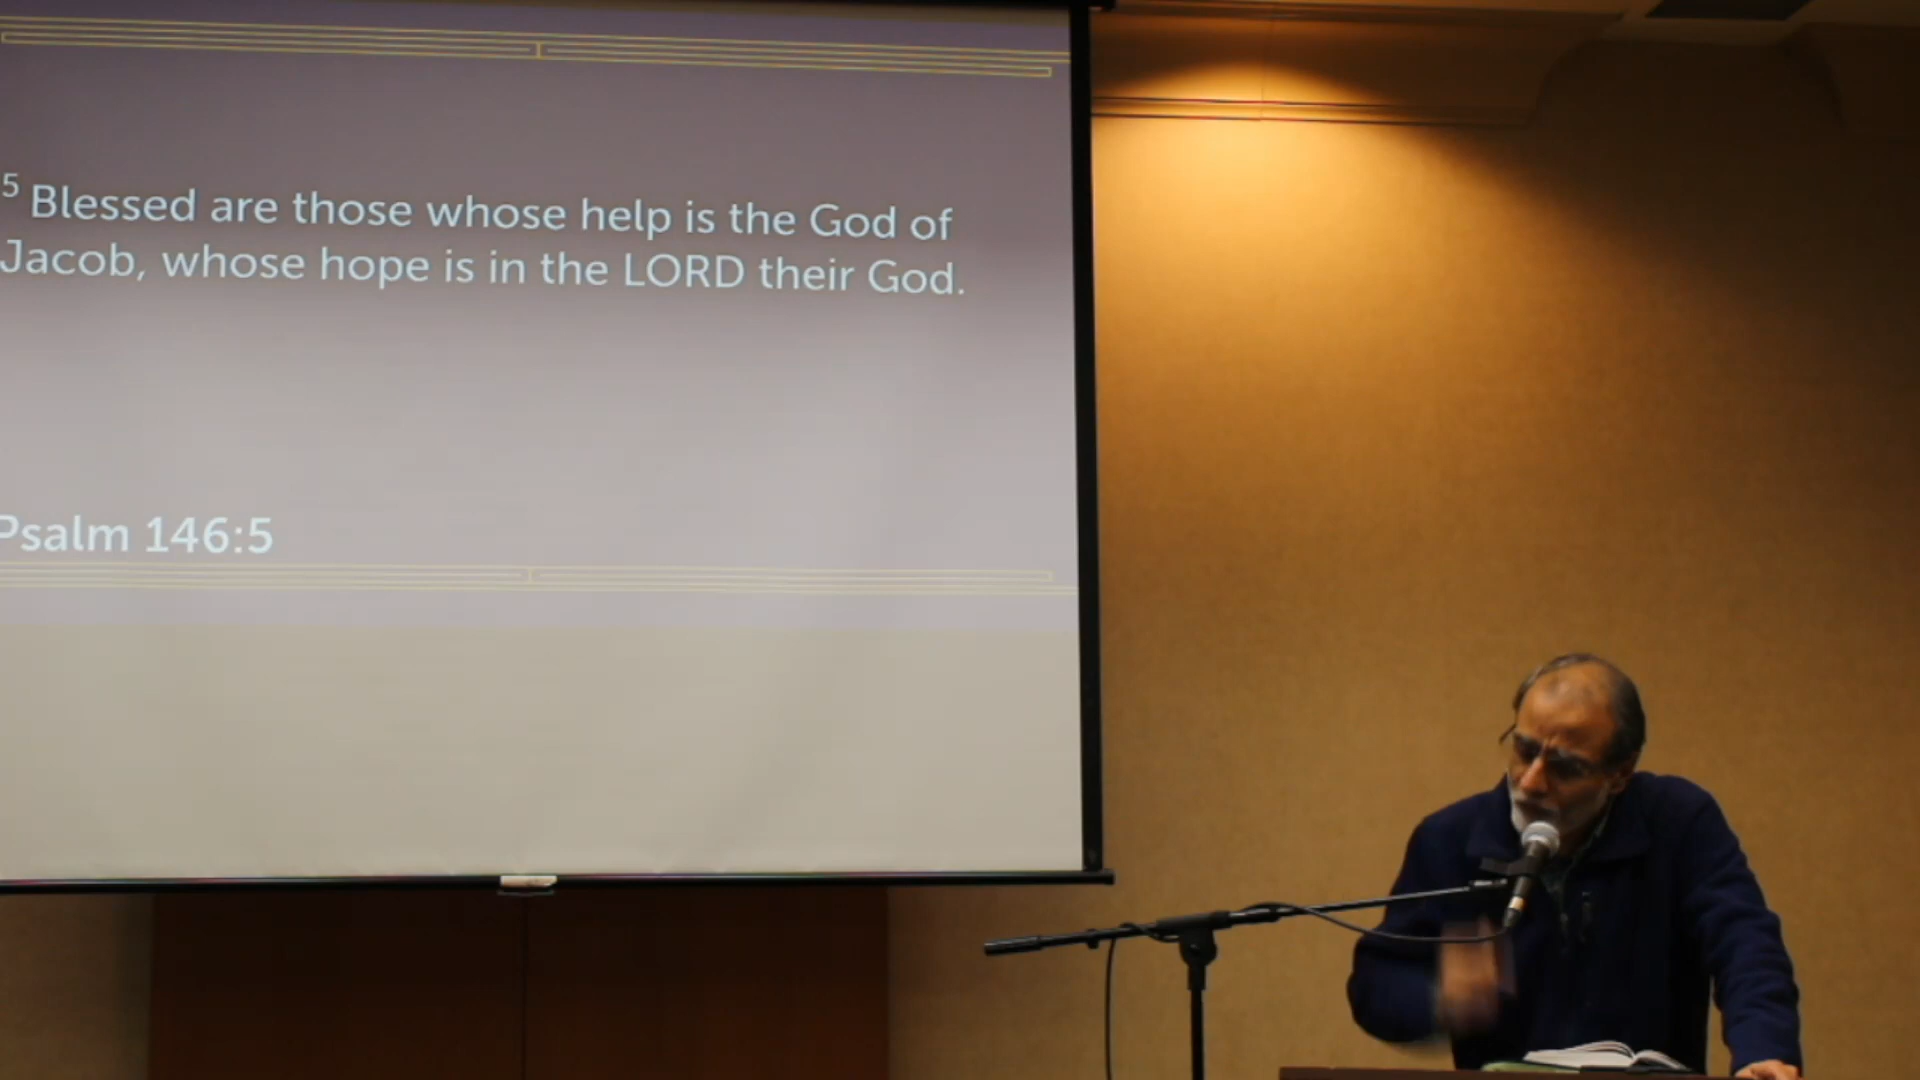 5 Blessed are those whose help is the God of
Jacob, whose hope is in the LORD their God.
Psalm 146:5